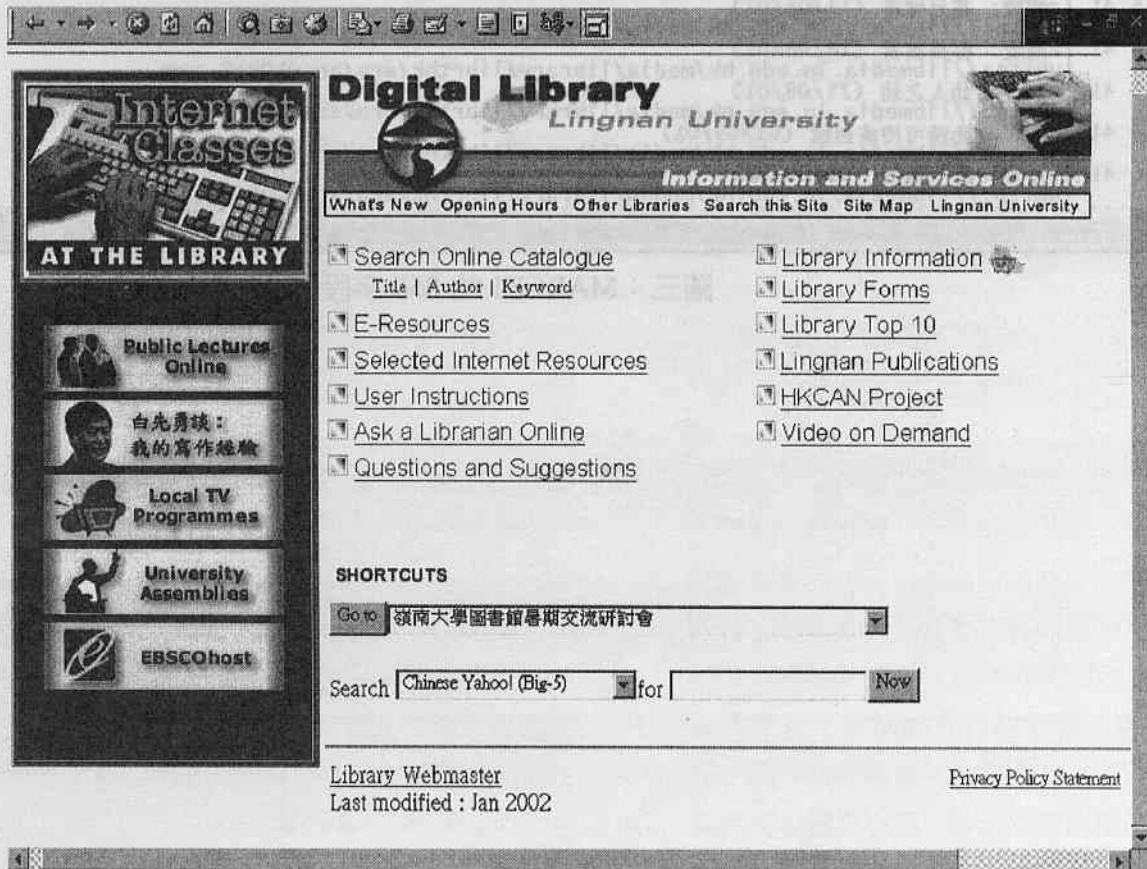 Internet
Classes
AT THE LIBRARY
Public Lectures
Online
白先勇談：
我的寫作經驗
Local TV
Programmes
University
Assemblies
EBSCOhost
Digital Library
Lingnan University
Information and Services Online
What's New Opening Hours Other Libraries Search this Site Site Map Lingnan University
Search Online Catalogue
Title | Author | Keyword
E-Resources
Selected Internet Resources
User Instructions
Ask a Librarian Online
Questions and Suggestions
Library Information
Library Forms
Library Top 10
Lingnan Publications
HKCAN Project
Video on Demand
SHORTCUTS
Go to 嶺南大學圖書館暑期交流研討會
Search Chinese Yahoo! (Big-5) for Now
Library Webmaster
Last modified : Jan 2002
Privacy Policy Statement